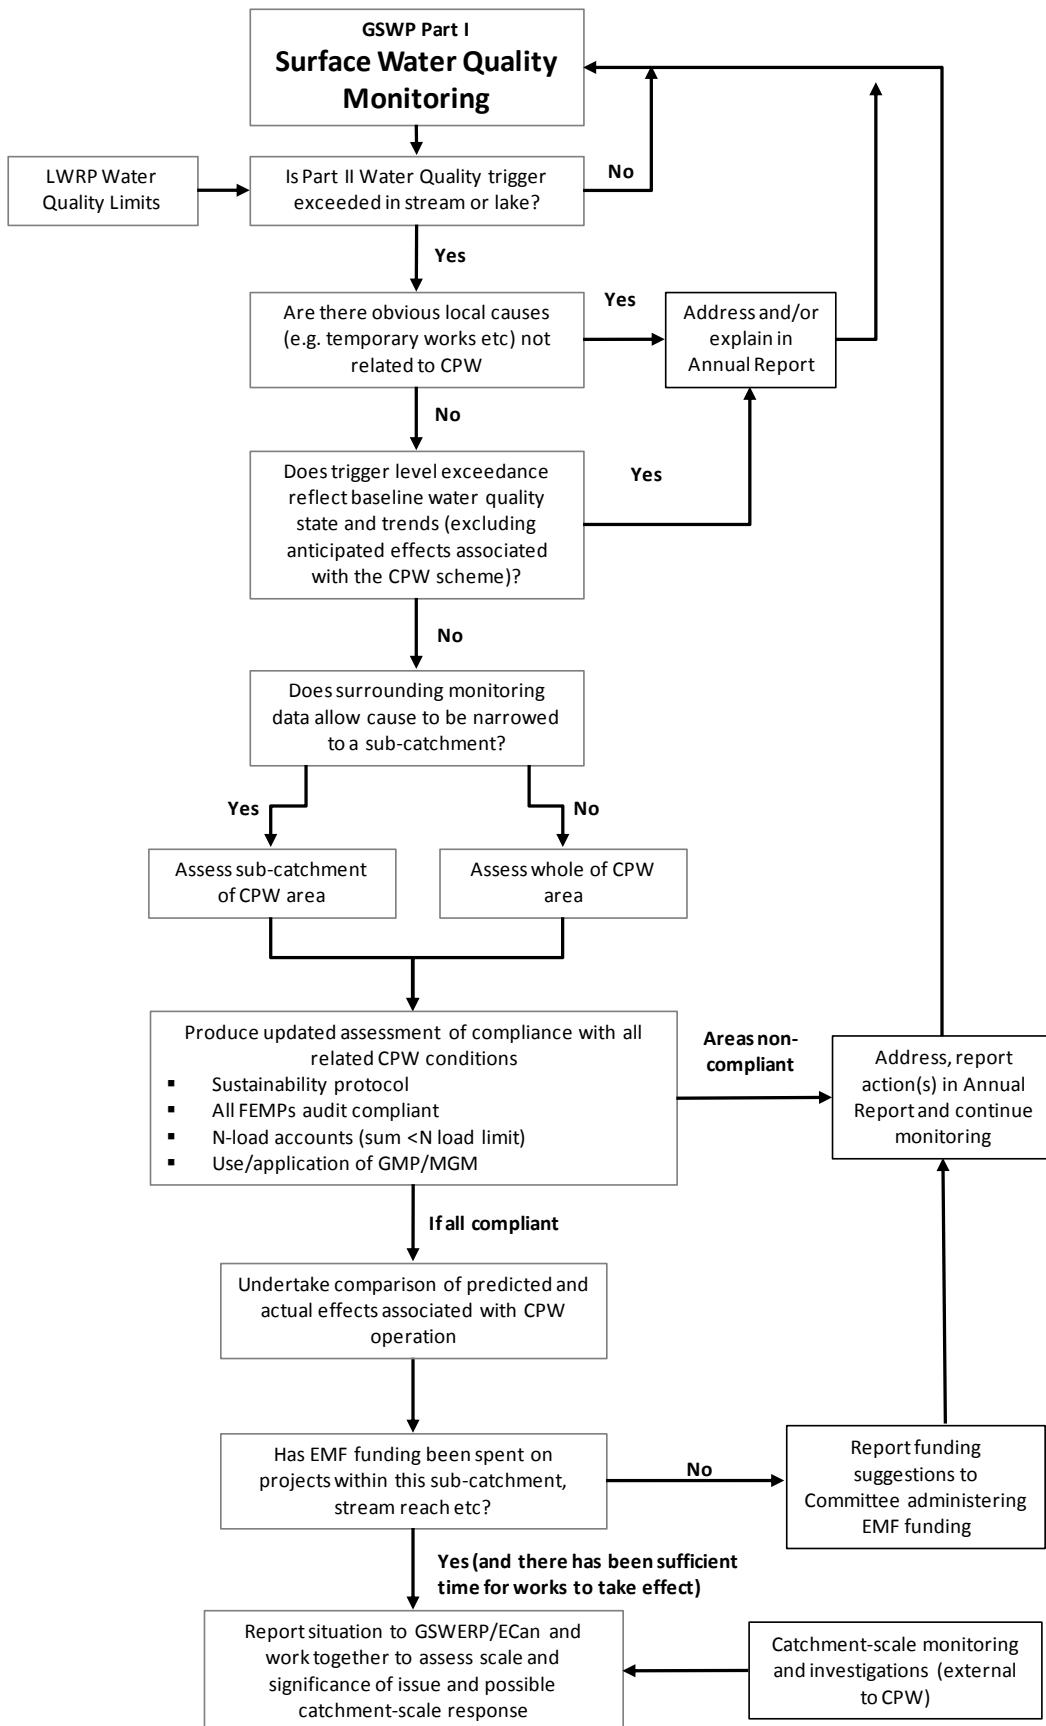 GSWP Part I
Surface Water Quality
Monitoring
LWRP Water
Quality Limits
Is Part II Water Quality trigger
exceeded in stream or lake?
No
Yes
Are there obvious local causes
(e.g. temporary works etc) not
related to CPW
Yes
Address and/or
explain in
Annual Report
No
Does trigger level exceedance
reflect baseline water quality
state and trends (excluding
anticipated effects associated
with the CPW scheme)?
Yes
No
Does surrounding monitoring
data allow cause to be narrowed
to a sub-catchment?
Yes
No
Assess sub-catchment
of CPW area
Assess whole of CPW
area
Produce updated assessment of compliance with all
related CPW conditions
▪ Sustainability protocol
▪ All FEMPs audit compliant
▪ N-load accounts (sum <N load limit)
▪ Use/application of GMP/MGM
Areas non-
compliant
Address, report
action(s) in Annual
Report and continue
monitoring
If all compliant
Undertake comparison of predicted and
actual effects associated with CPW
operation
Has EMF funding been spent on
projects within this sub-catchment,
stream reach etc?
No
Report funding
suggestions to
Committee administering
EMF funding
Yes (and there has been sufficient
time for works to take effect)
Report situation to GSWERP/ECan and
work together to assess scale and
significance of issue and possible
catchment-scale response
Catchment-scale monitoring
and investigations (external
to CPW)